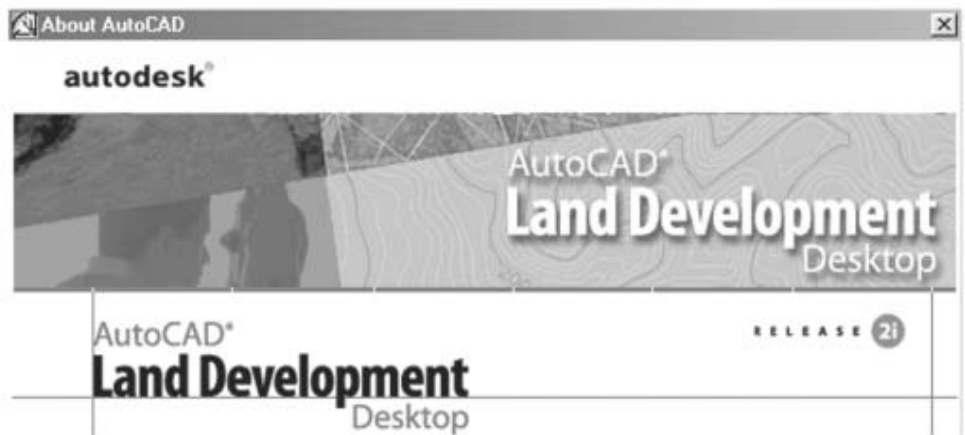 About AutoCAD
autodesk®
AutoCAD®
Land Development
Desktop
AutoCAD®
Land Development
Desktop
RELEASE 2i